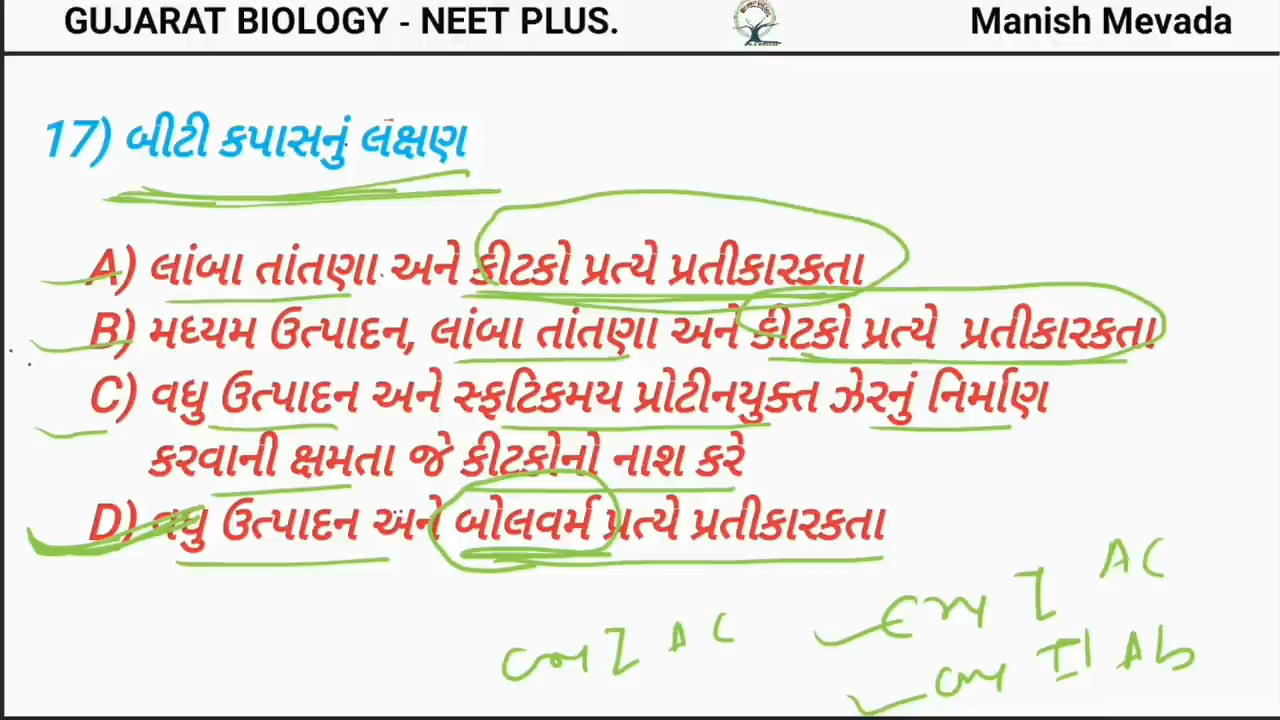 GUJARAT BIOLOGY - NEET PLUS.
Manish Mevada
17) બીટી કપાસનું લક્ષણ
A) લાંબા તાંતણા અને કીટકો પ્રત્યે પ્રતીકારકતા
B) મધ્યમ ઉત્પાદન, લાંબા તાંતણા અને કીટકો પ્રત્યે પ્રતીકારકતા
C) વધુ ઉત્પાદન અને સ્ફટિકમય પ્રોટીનયુક્ત ઝેરનું નિર્માણ
કરવાની ક્ષમતા જે કીટકોનો નાશ કરે
D) વધુ ઉત્પાદન અને બોલવર્મ પ્રત્યે પ્રતીકારકતા
Cry I AC
Cry I AC
Cry II Ab